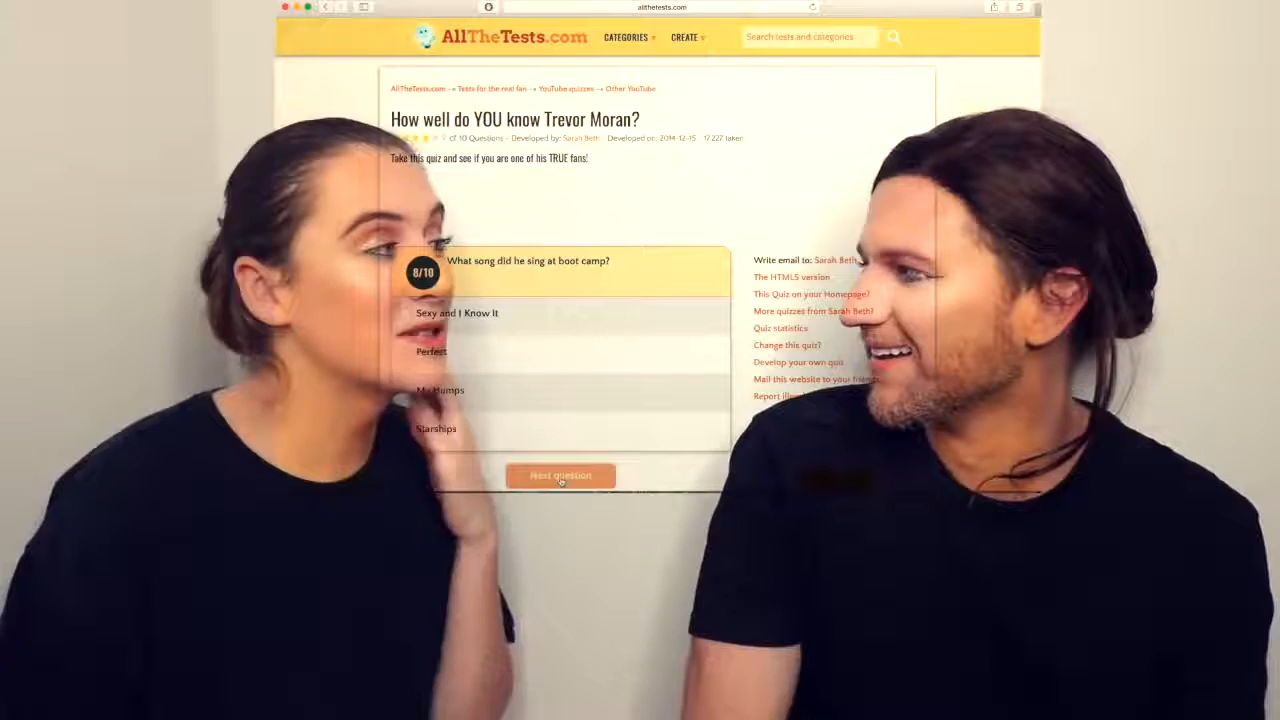 allthetests.com
AllTheTests.com CATEGORIES CREATE Search tests and categories
AllTheTests.com → Tests for the real fan → YouTube quizzes → Other YouTube
How well do YOU know Trevor Moran?
10 Questions - Developed by: Sarah Beth - Developed on: 2014-12-15 - 17.227 taken
Take this quiz and see if you are one of his TRUE fans!
8/10 What song did he sing at boot camp?
Sexy and I Know It
Perfect
My Humps
Starships
Next question
Write email to: Sarah Beth
The HTML5 version
This Quiz on your Homepage?
More quizzes from Sarah Beth?
Quiz statistics
Change this quiz?
Develop your own quiz
Mail this website to your friends
Report